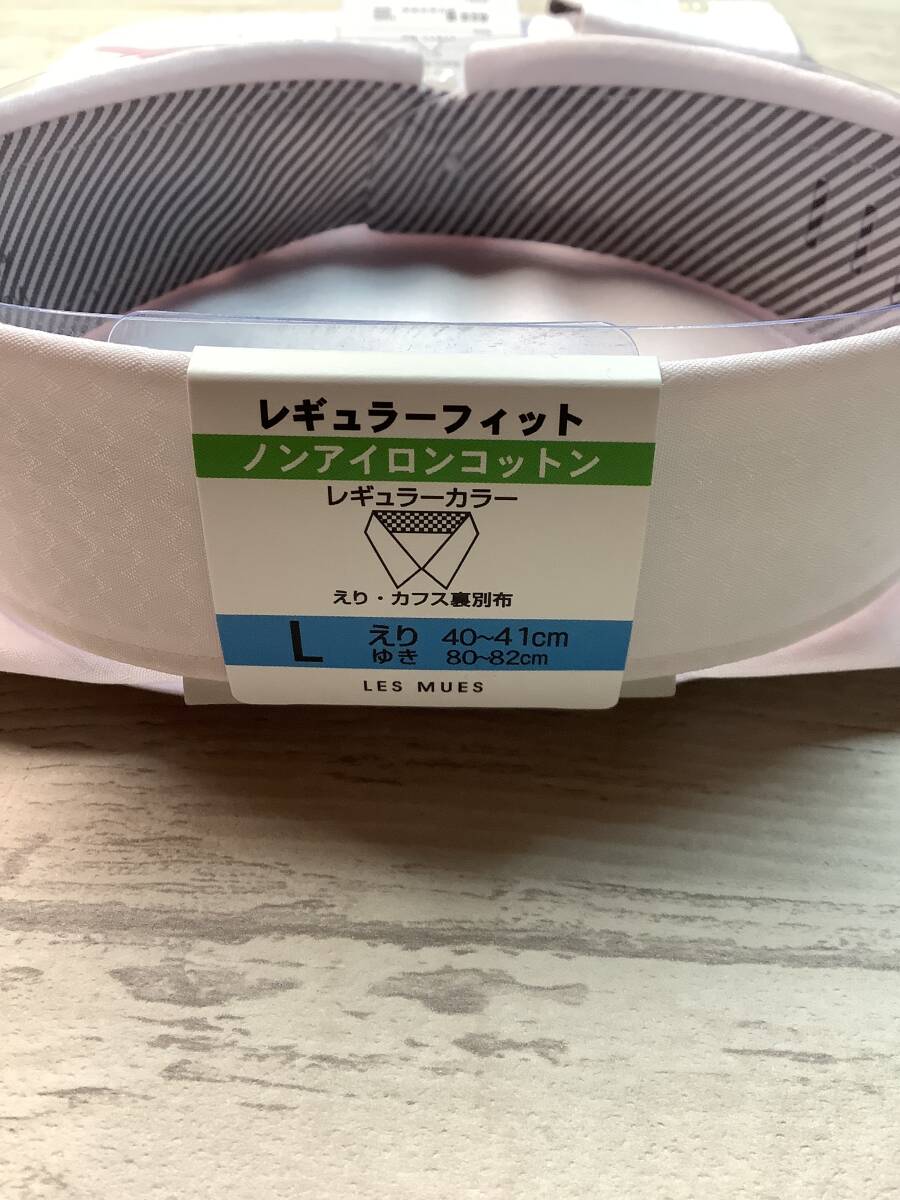 レギュラーフィット
ノンアイロンコットン
レギュラーカラー
えり・カフス裏別布
L えり 40~41cm
ゆき 80~82cm
LES MUES